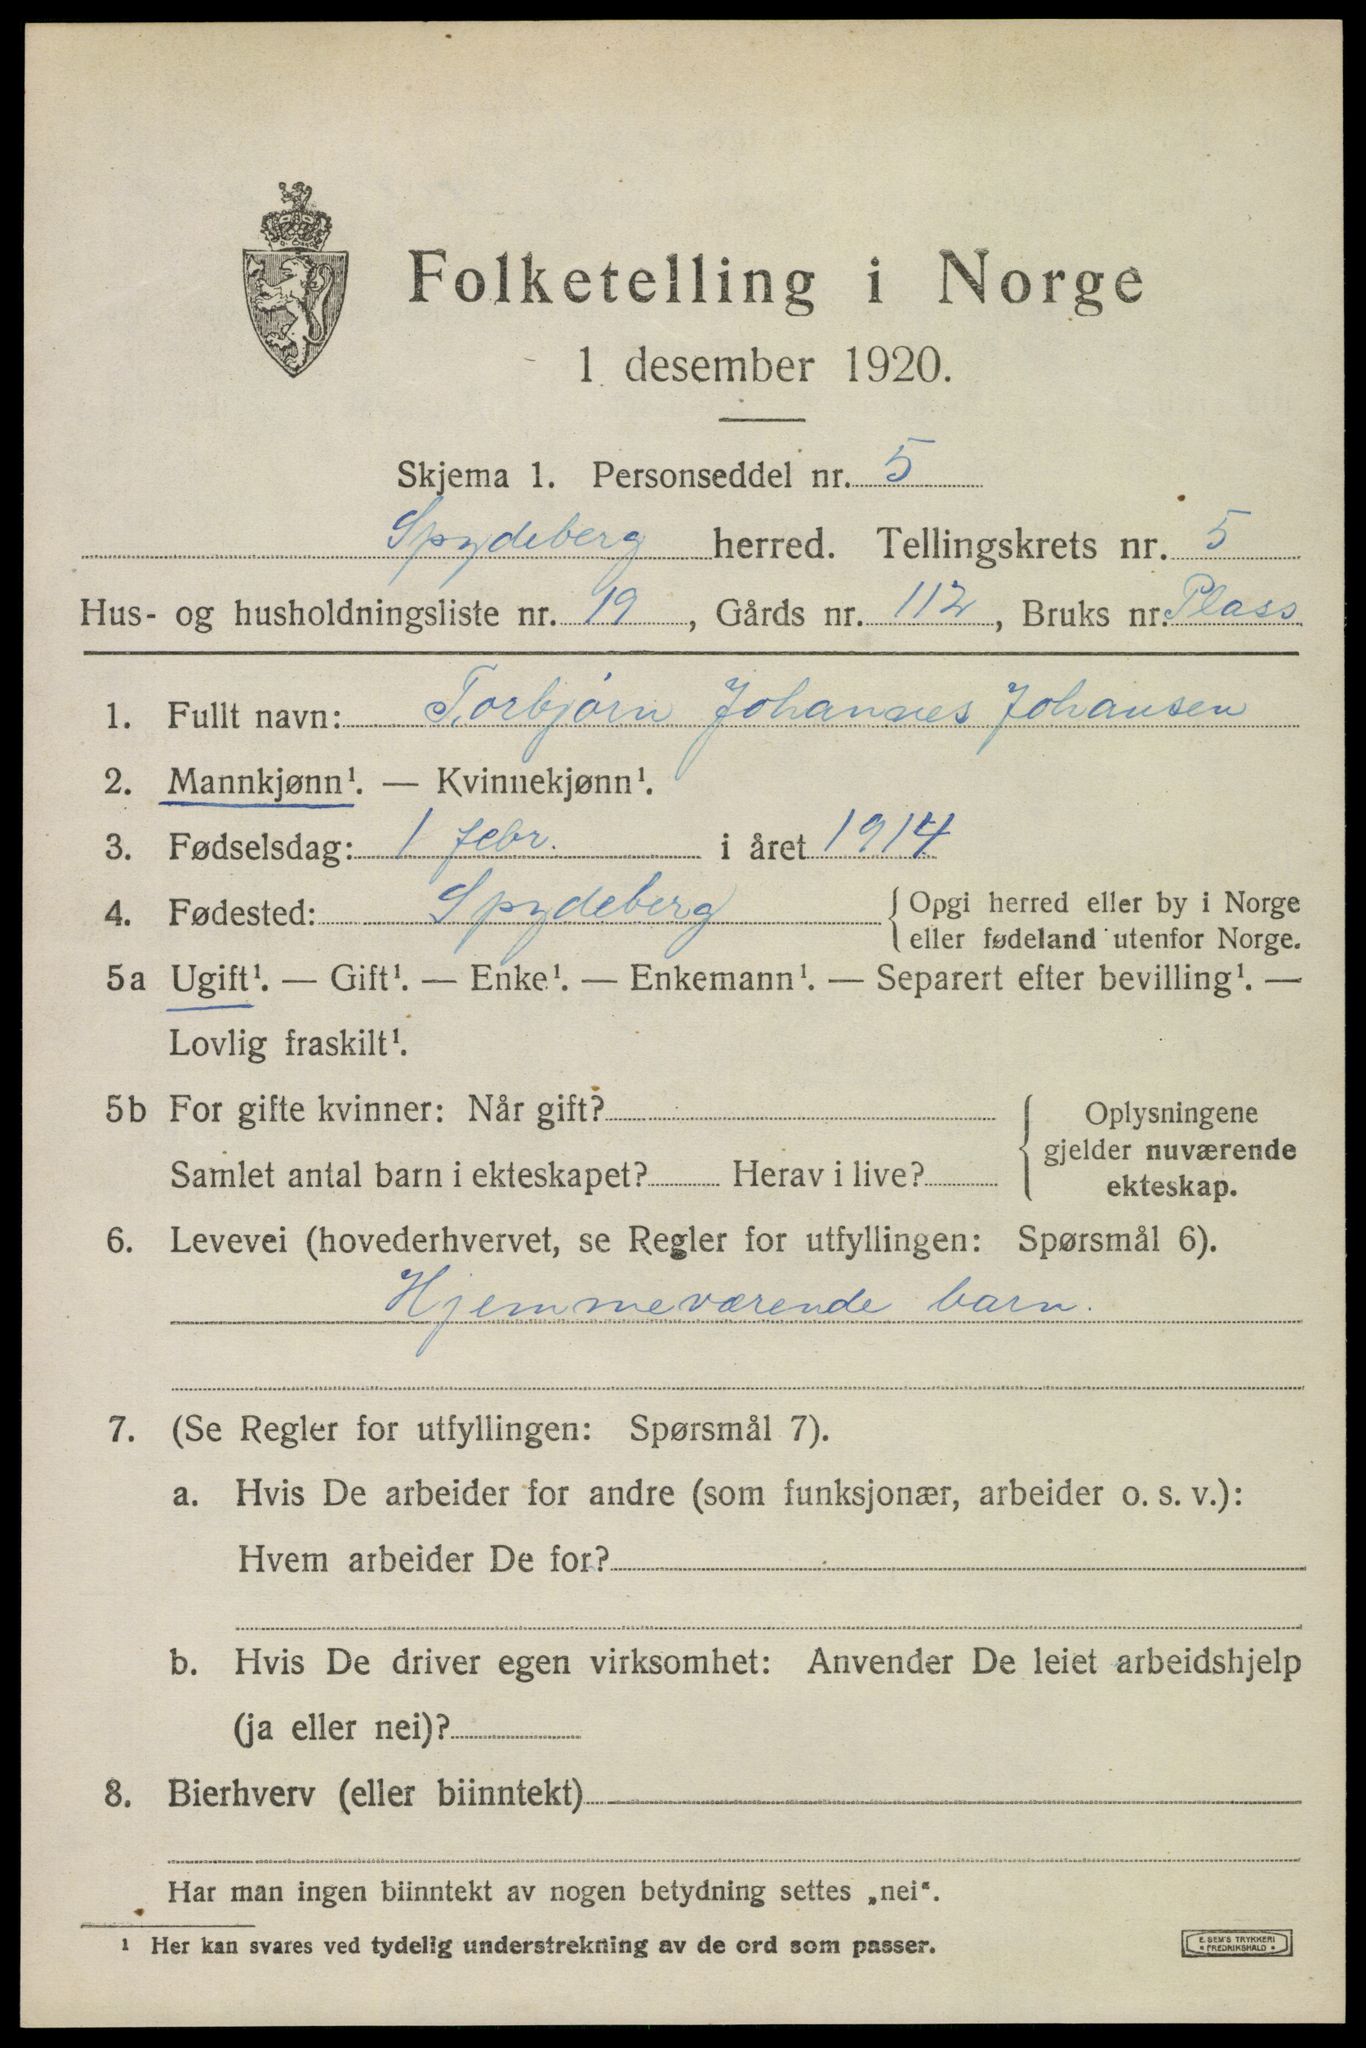 Folketelling i Norge
1 desember 1920.
Skjema 1. Personseddel nr. 5
Spydeberg herred. Tellingskrets nr. 5
Hus- og husholdningsliste nr. 19, Gårds nr. 112, Bruks nr. Plass
1. Fullt navn: Torbjørn Johannes Johansen
2. Mannkjønn¹. — Kvinnekjønn¹.
3. Fødselsdag: 1 febr. i året 1914
4. Fødested: Spydeberg { Opgi herred eller by i Norge
eller fødeland utenfor Norge.
5a Ugift¹. — Gift¹. — Enke¹. — Enkemann¹. — Separert efter bevilling¹. —
Lovlig fraskilt¹.
5b For gifte kvinner: Når gift? { Oplysningene
gjelder nuværende
Samlet antal barn i ekteskapet? Herav i live? ekteskap.
6. Levevei (hovederhvervet, se Regler for utfyllingen: Spørsmål 6).
Hjemmeværende barn.
7. (Se Regler for utfyllingen: Spørsmål 7).
a. Hvis De arbeider for andre (som funksjonær, arbeider o. s. v.):
Hvem arbeider De for?
b. Hvis De driver egen virksomhet: Anvender De leiet arbeidshjelp
(ja eller nei)?
8. Bierhverv (eller biinntekt)
Har man ingen biinntekt av nogen betydning settes „nei“.
¹ Her kan svares ved tydelig understrekning av de ord som passer.
E. SEM'S TRYKKERI
* FREDRIKSHALD *